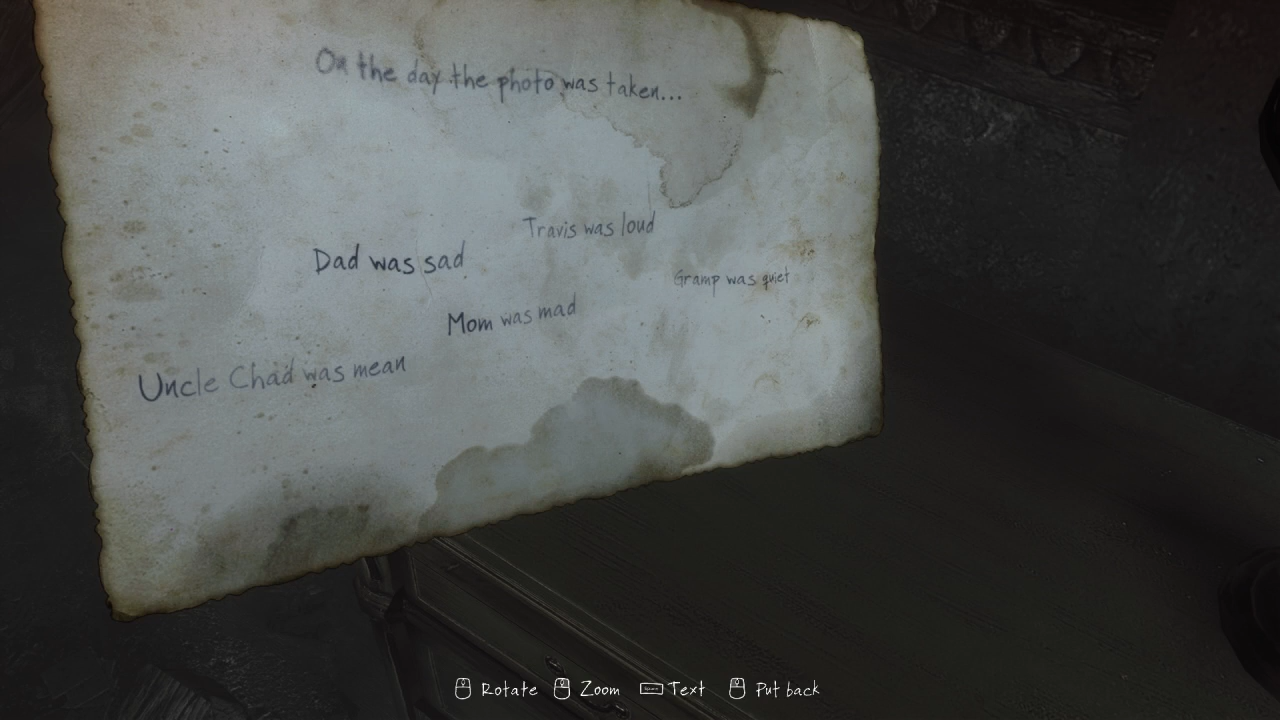 On the day the photo was taken...
Travis was loud
Dad was sad
Gramp was quiet
Mom was mad
Uncle Chad was mean
Rotate Zoom Text Put back